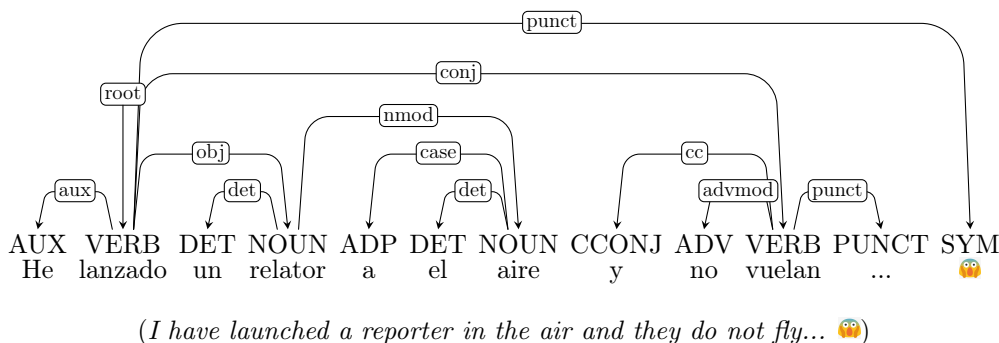 punct
conj
root
nmod
obj case cc
aux det det advmod punct
AUX VERB DET NOUN ADP DET NOUN CCONJ ADV VERB PUNCT SYM
He lanzado un relator a el aire y no vuelan ... 😱
(I have launched a reporter in the air and they do not fly... 😱)